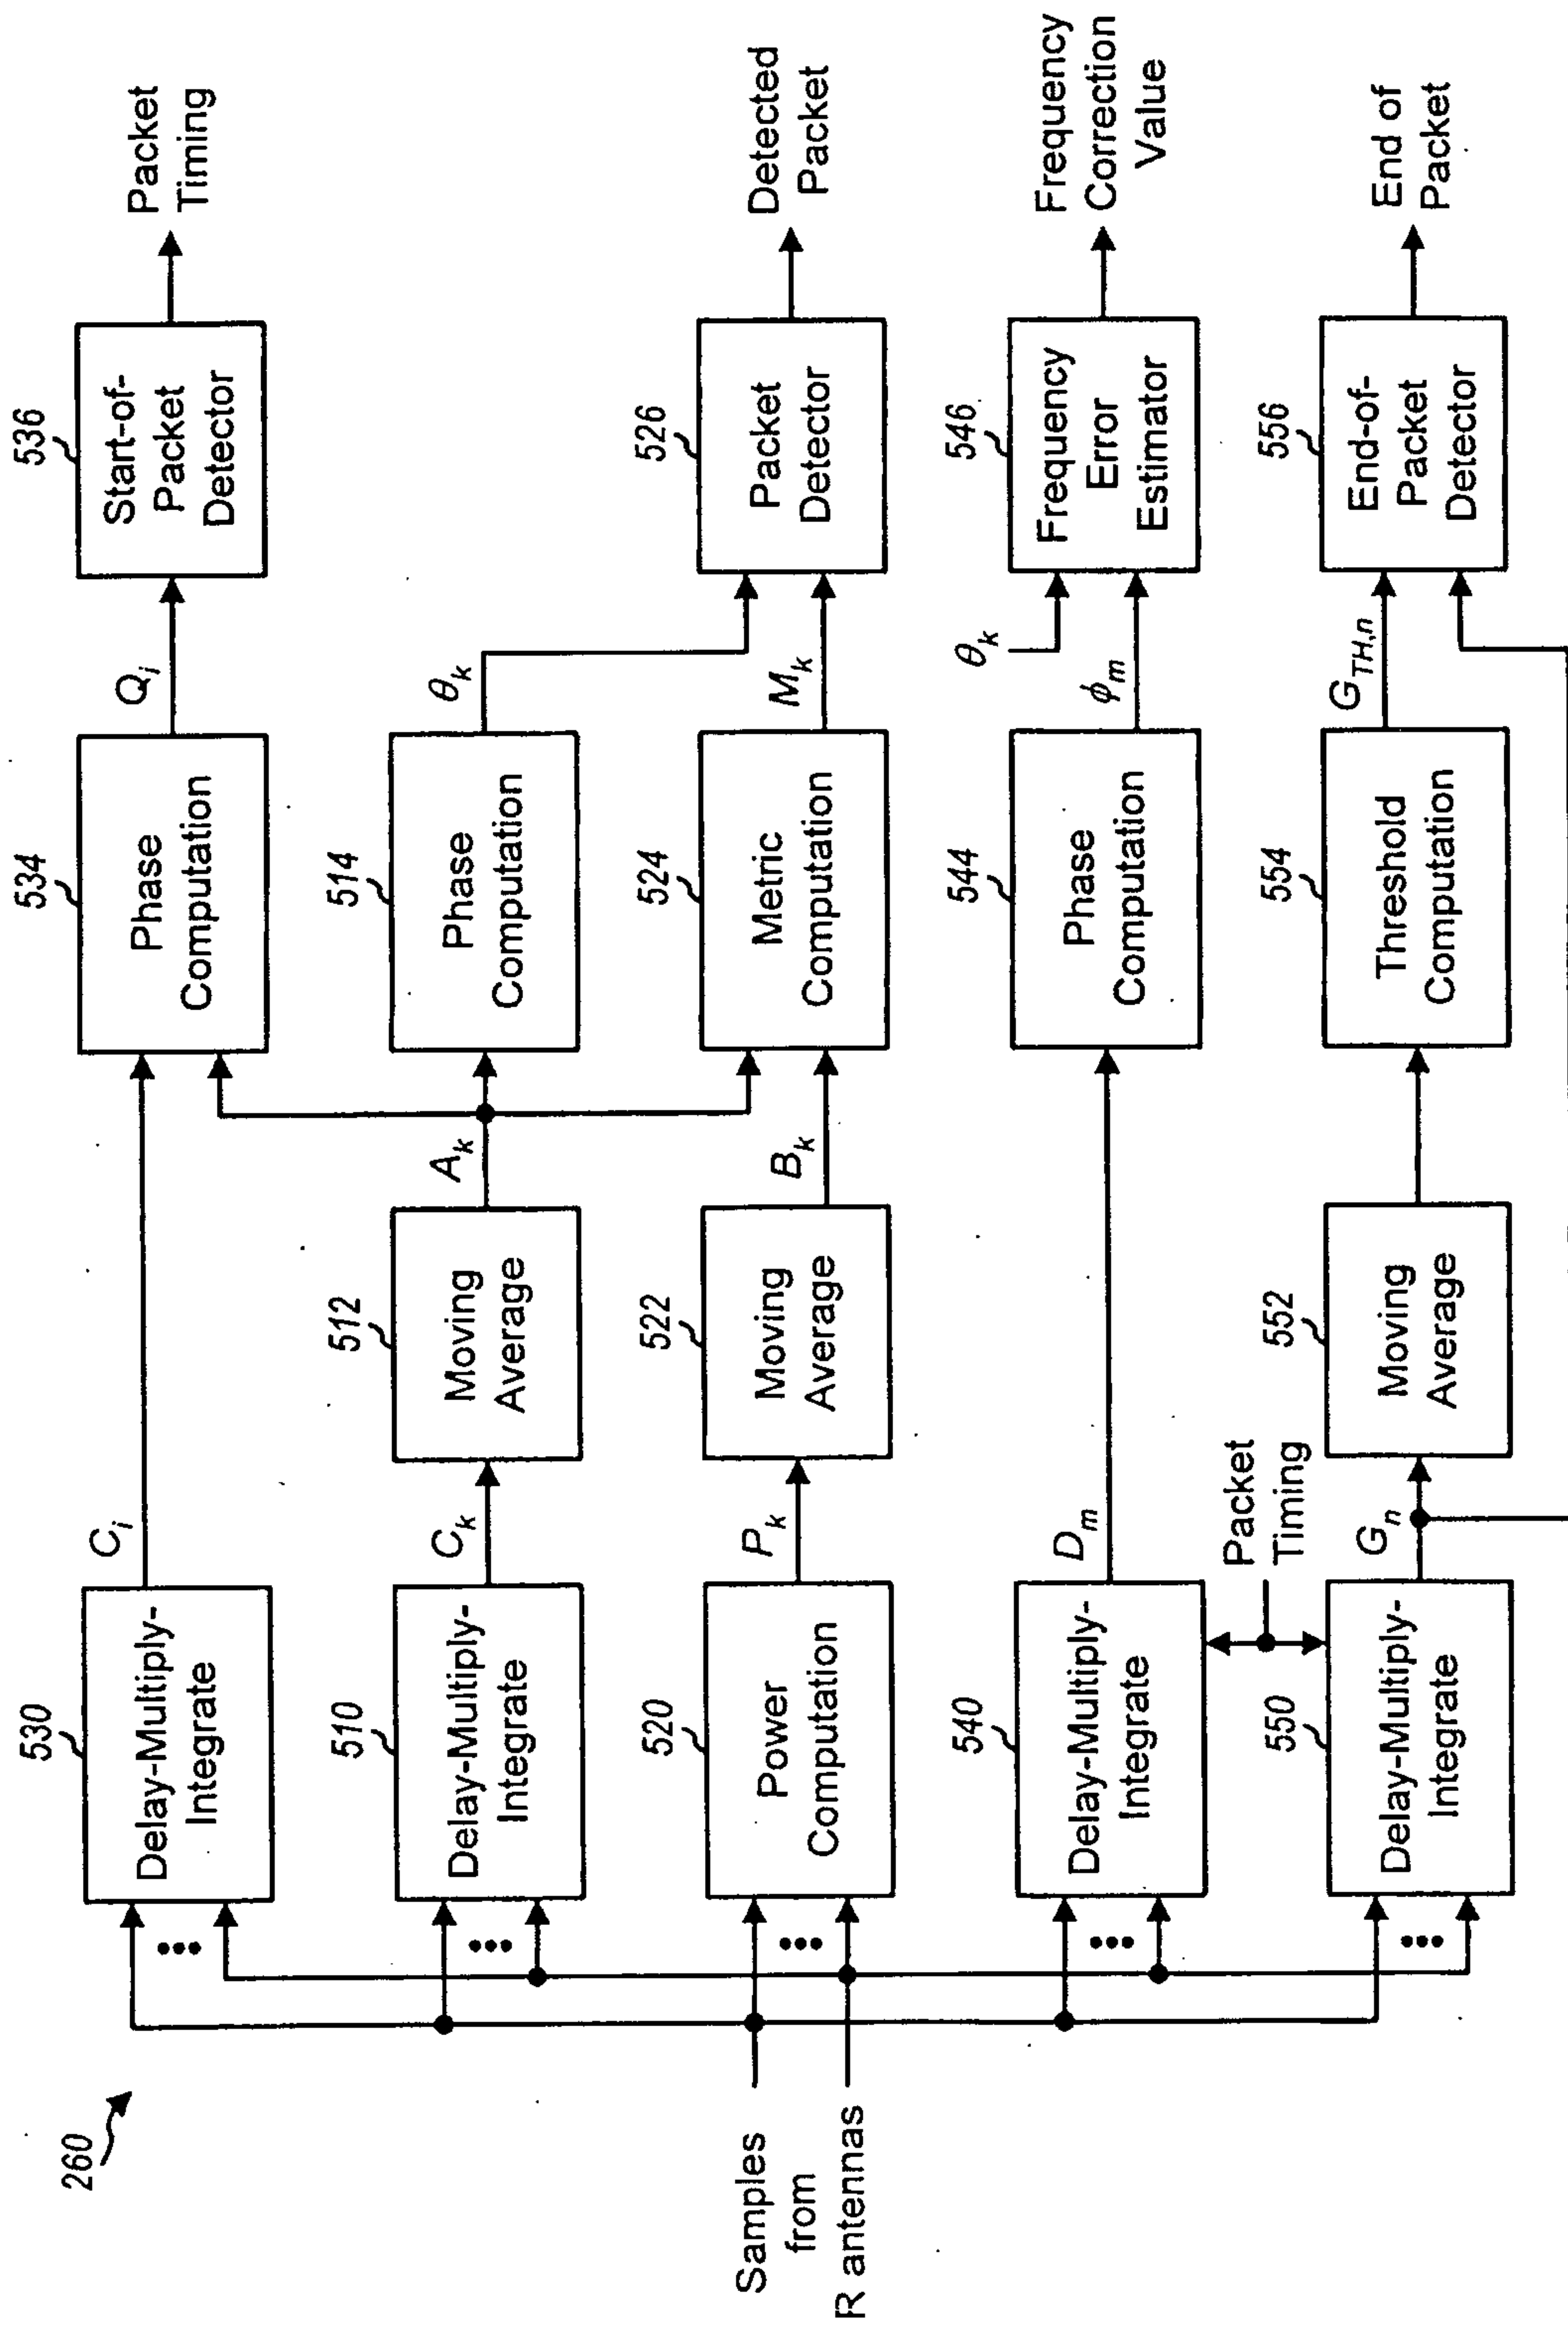 260
Samples
from
R antennas
530
Delay-Multiply-
Integrate
C_i
534
Phase
Computation
Q_i
536
Start-of-
Packet
Detector
Packet
Timing
510
Delay-Multiply-
Integrate
C_k
512
Moving
Average
A_k
514
Phase
Computation
θ_k
520
Power
Computation
P_k
522
Moving
Average
B_k
524
Metric
Computation
M_k
526
Packet
Detector
Detected
Packet
540
Delay-Multiply-
Integrate
D_m
544
Phase
Computation
θ_k
ϕ_m
546
Frequency
Error
Estimator
Frequency
Correction
Value
Packet
Timing
550
Delay-Multiply-
Integrate
G_n
552
Moving
Average
554
Threshold
Computation
G_TH,n
556
End-of-
Packet
Detector
End of
Packet